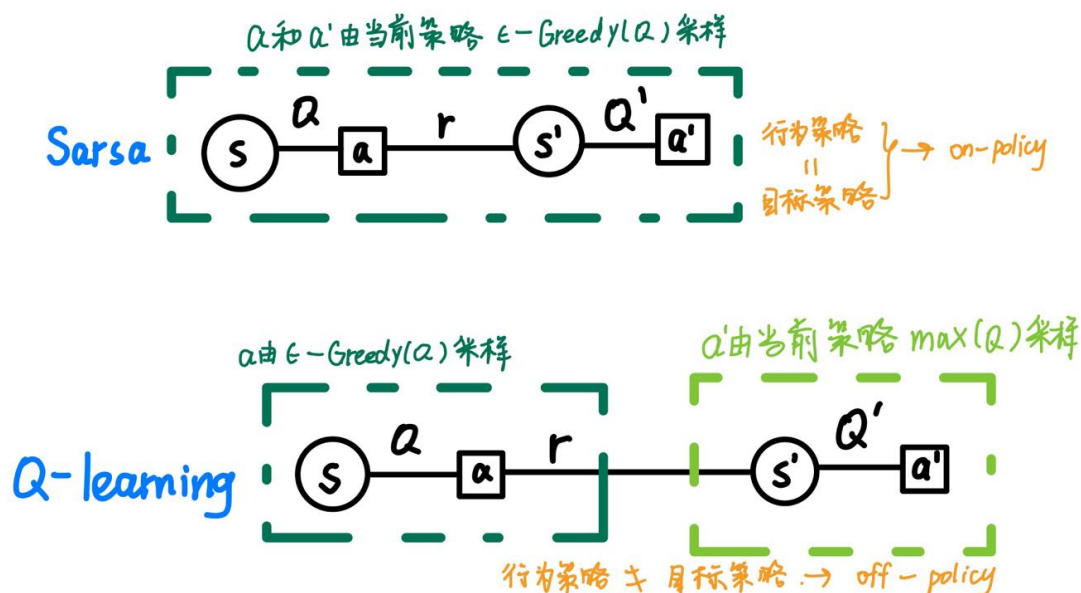 a和a'由当前策略 ε-Greedy(Q)采样
Sarsa
s Q a r s' Q' a'
行为策略
=
目标策略
→ on-policy
a由ε-Greedy(Q)采样
a'由当前策略 max(Q)采样
Q-learning
s Q a r s' Q' a'
行为策略 ≠ 目标策略 → off-policy